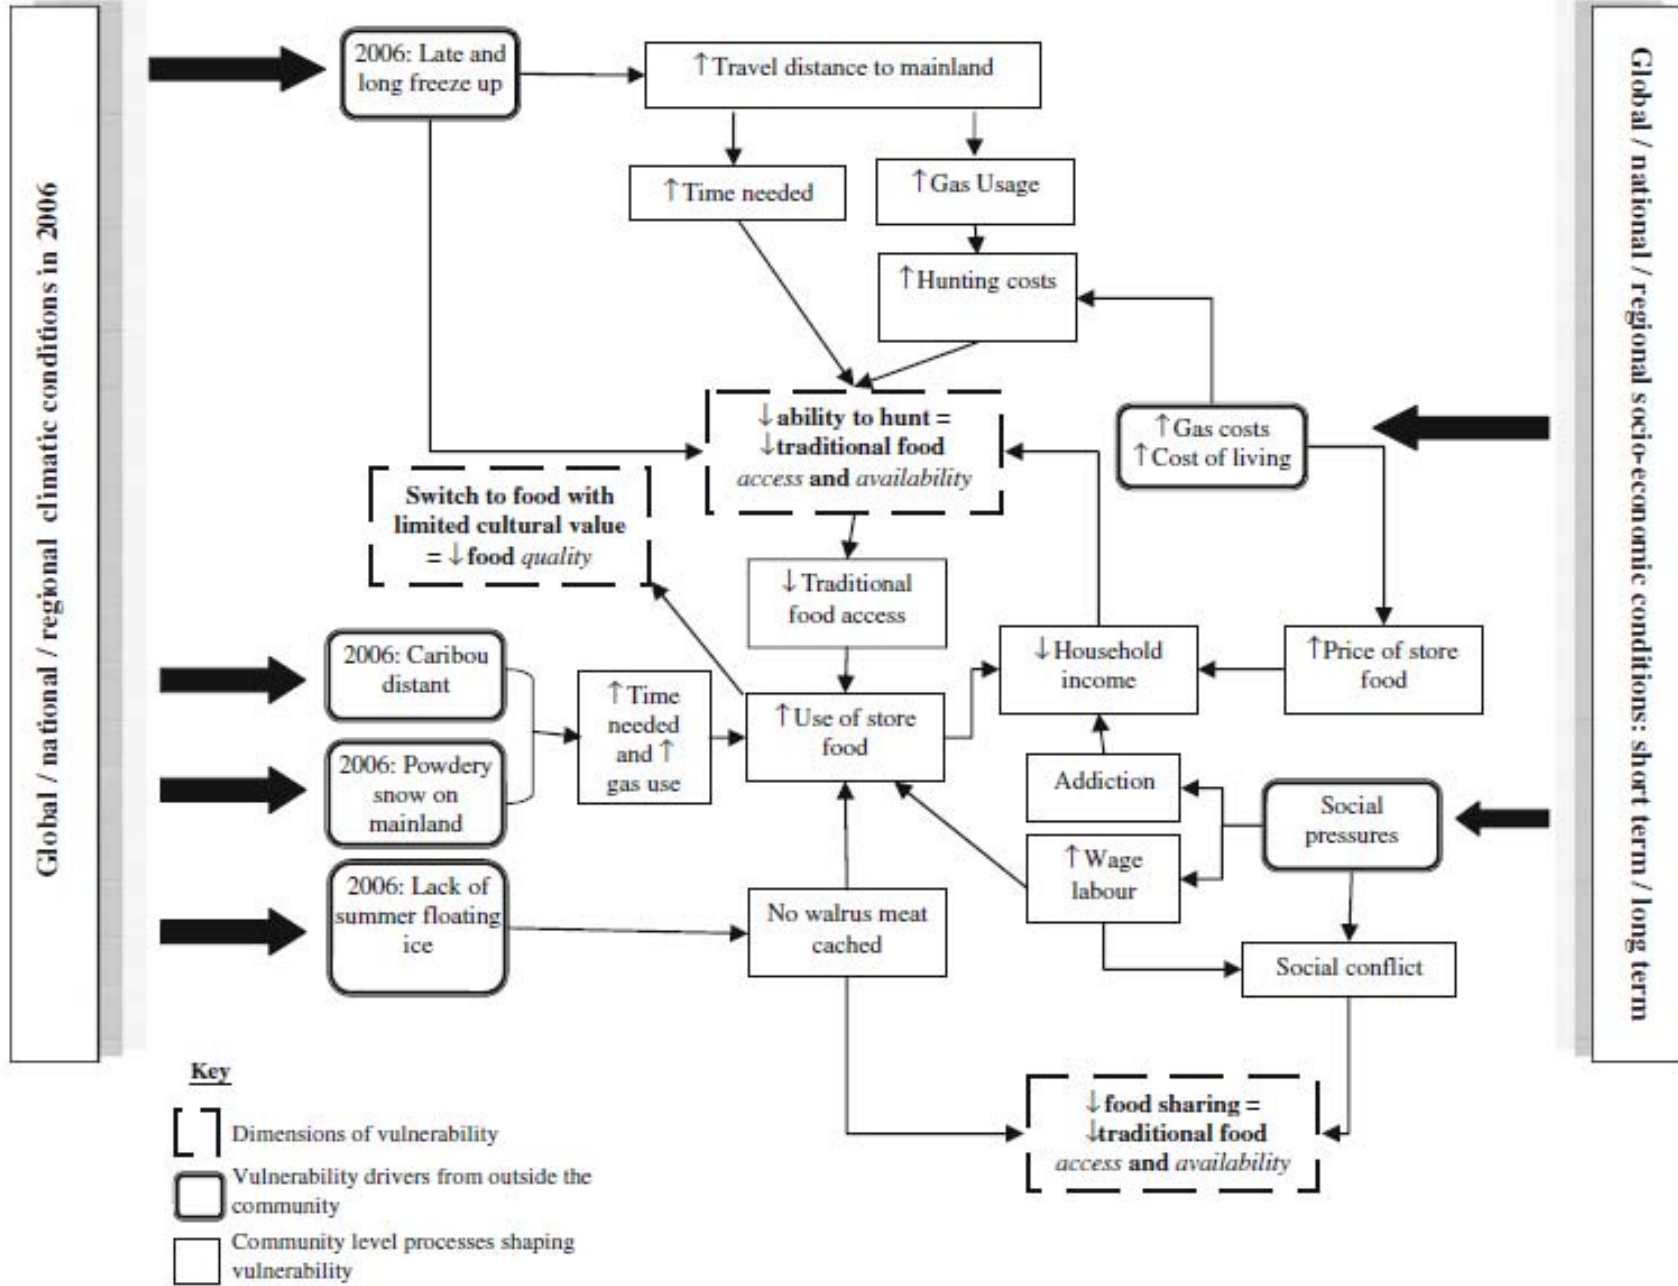 Global / national / regional climatic conditions in 2006
2006: Late and
long freeze up
↑Travel distance to mainland
↑Time needed
↑Gas Usage
↑Hunting costs
↓ability to hunt =
↓traditional food
access and availability
↑Gas costs
↑Cost of living
Switch to food with
limited cultural value
= ↓food quality
↓Traditional
food access
2006: Caribou
distant
2006: Powdery
snow on
mainland
2006: Lack of
summer floating
ice
↑Time
needed
and ↑
gas use
↑Use of store
food
↓Household
income
↑Price of store
food
Addiction
↑Wage
labour
Social
pressures
No walrus meat
cached
Social conflict
↓food sharing =
↓traditional food
access and availability
Global / national / regional socio-economic conditions: short term / long term
Key
Dimensions of vulnerability
Vulnerability drivers from outside the
community
Community level processes shaping
vulnerability